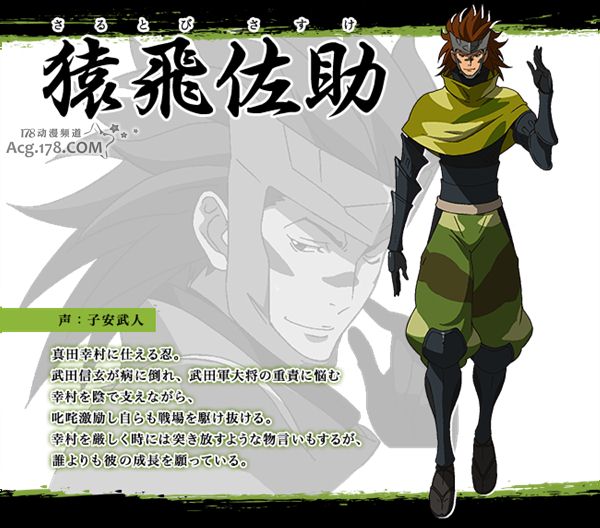 さるとびさすけ
猿飛佐助
178动漫频道
Acg.178.COM
声：子安武人
真田幸村に仕える忍。
武田信玄が病に倒れ、武田軍大将の重責に悩む
幸村を陰で支えながら、
叱咤激励し自らも戦場を駆け抜ける。
幸村を厳しく時には突き放すような物言いもするが、
誰よりも彼の成長を願っている。